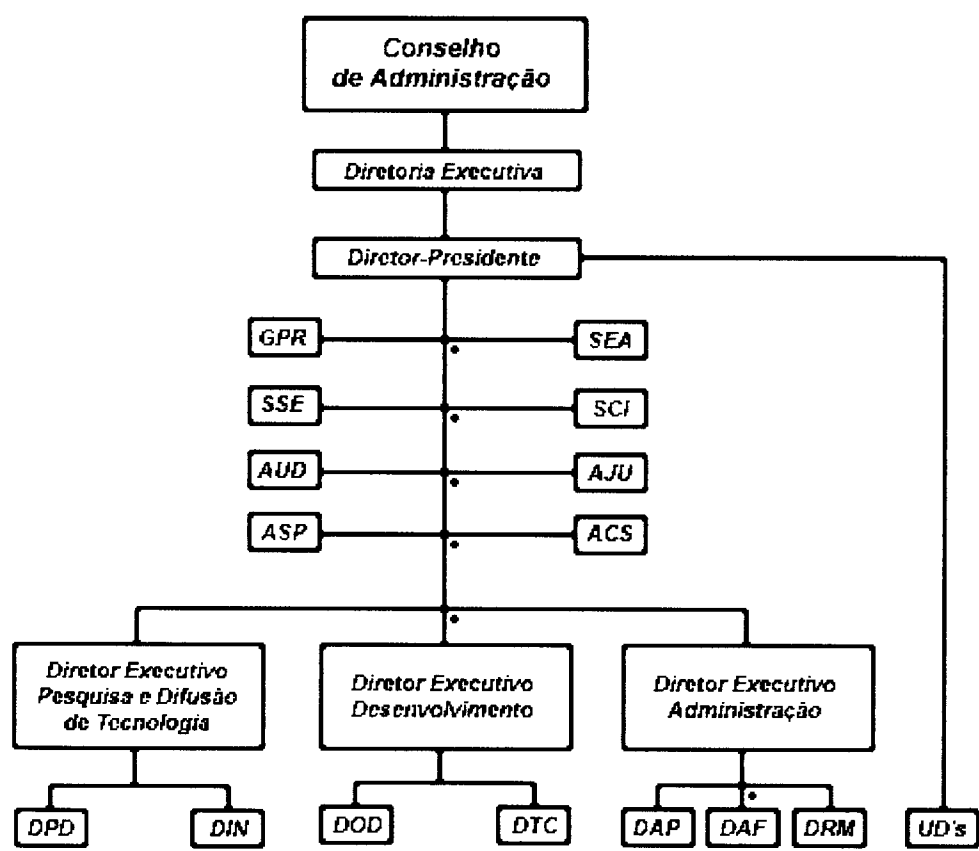 Conselho
de Administração
Diretoria Executiva
Diretor-Presidente
GPR
SEA
SSE
SCI
AUD
AJU
ASP
ACS
Diretor Executivo
Pesquisa e Difusão
de Tecnologia
Diretor Executivo
Desenvolvimento
Diretor Executivo
Administração
DPD
DIN
DOD
DTC
DAP
DAF
DRM
UD's